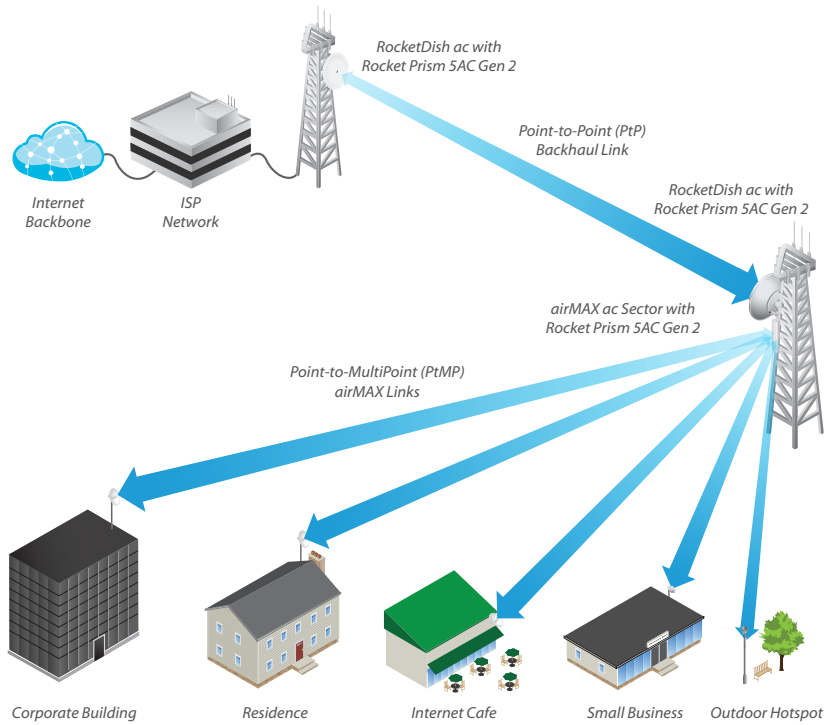 RocketDish ac with
Rocket Prism 5AC Gen 2
Point-to-Point (PtP)
Backhaul Link
Internet
Backbone
ISP
Network
RocketDish ac with
Rocket Prism 5AC Gen 2
airMAX ac Sector with
Rocket Prism 5AC Gen 2
Point-to-MultiPoint (PtMP)
airMAX Links
Corporate Building
Residence
Internet Cafe
Small Business
Outdoor Hotspot